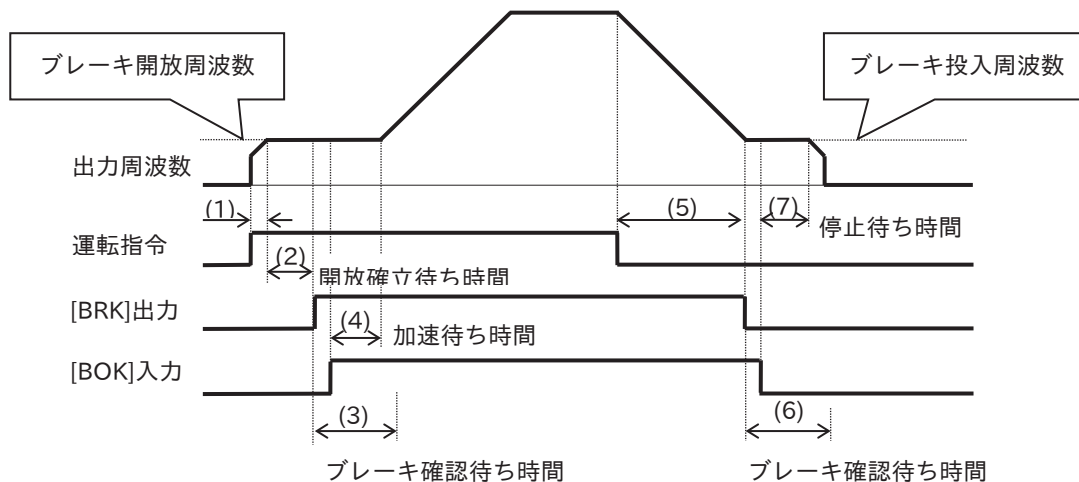 ブレーキ開放周波数
ブレーキ投入周波数
出力周波数
(1)
(5)
(7)
停止待ち時間
運転指令
(2)
開放確立待ち時間
[BRK]出力
(4)
加速待ち時間
[BOK]入力
(3)
(6)
ブレーキ確認待ち時間
ブレーキ確認待ち時間